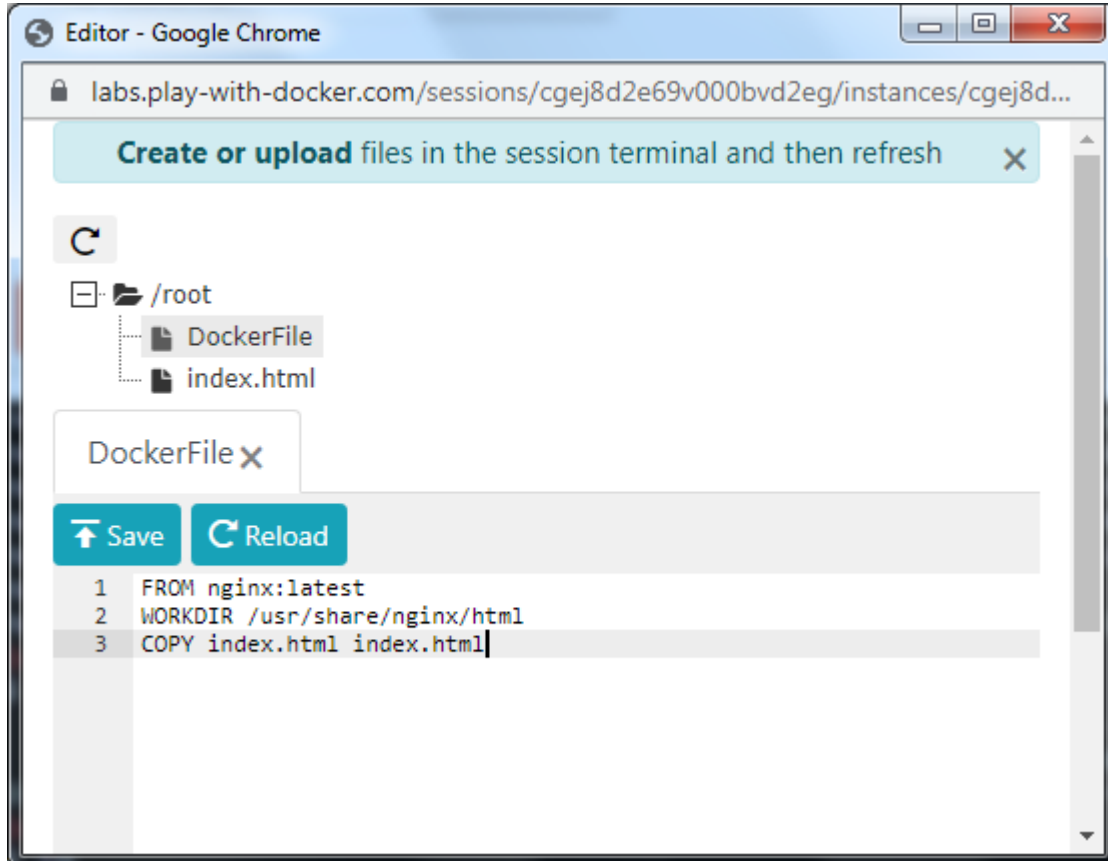 Editor - Google Chrome
labs.play-with-docker.com/sessions/cgej8d2e69v000bvd2eg/instances/cgej8d...
Create or upload files in the session terminal and then refresh ×
/root
DockerFile
index.html
DockerFile ×
Save Reload
1 FROM nginx:latest
2 WORKDIR /usr/share/nginx/html
3 COPY index.html index.html